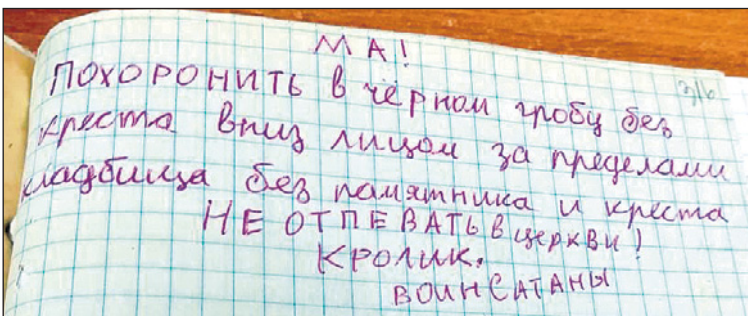 МА!
316
ПОХОРОНИТЬ в чёрном гробу без
креста вниз лицом за пределами
кладбища без памятника и креста
НЕ ОТПЕВАТЬ в церкви!
КРОЛИК.
ВОИН САТАНЫ